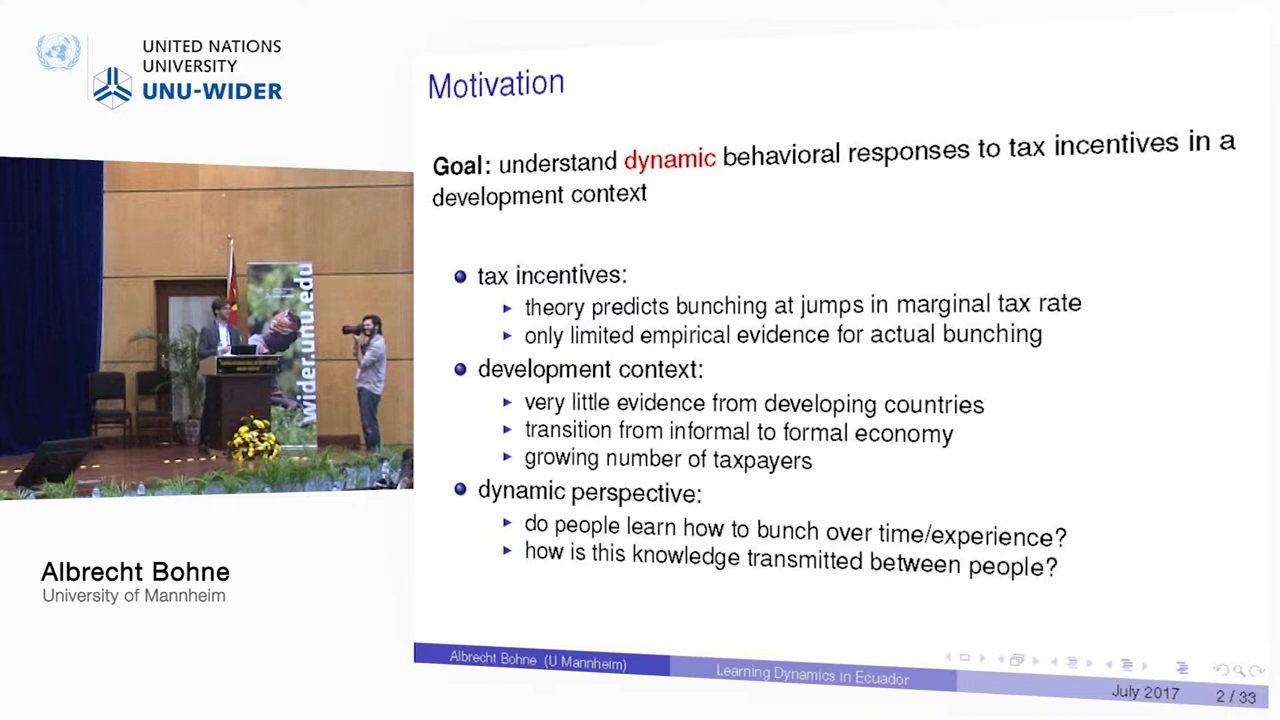 UNITED NATIONS
UNIVERSITY
UNU-WIDER
Motivation
Goal: understand dynamic behavioral responses to tax incentives in a
development context
tax incentives:
theory predicts bunching at jumps in marginal tax rate
only limited empirical evidence for actual bunching
development context:
very little evidence from developing countries
transition from informal to formal economy
growing number of taxpayers
dynamic perspective:
do people learn how to bunch over time/experience?
how is this knowledge transmitted between people?
wider.unu.edu
Albrecht Bohne
University of Mannheim
Albrecht Bohne (U Mannheim)
Learning Dynamics in Ecuador
July 2017
2 / 33